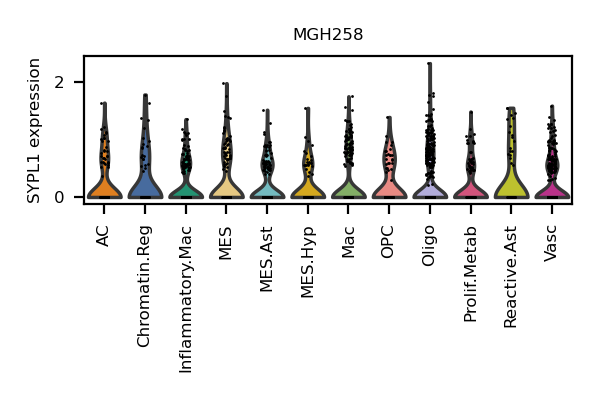 MGH258
SYPL1 expression
2
0
AC
Chromatin.Reg
Inflammatory.Mac
MES
MES.Ast
MES.Hyp
Mac
OPC
Oligo
Prolif.Metab
Reactive.Ast
Vasc